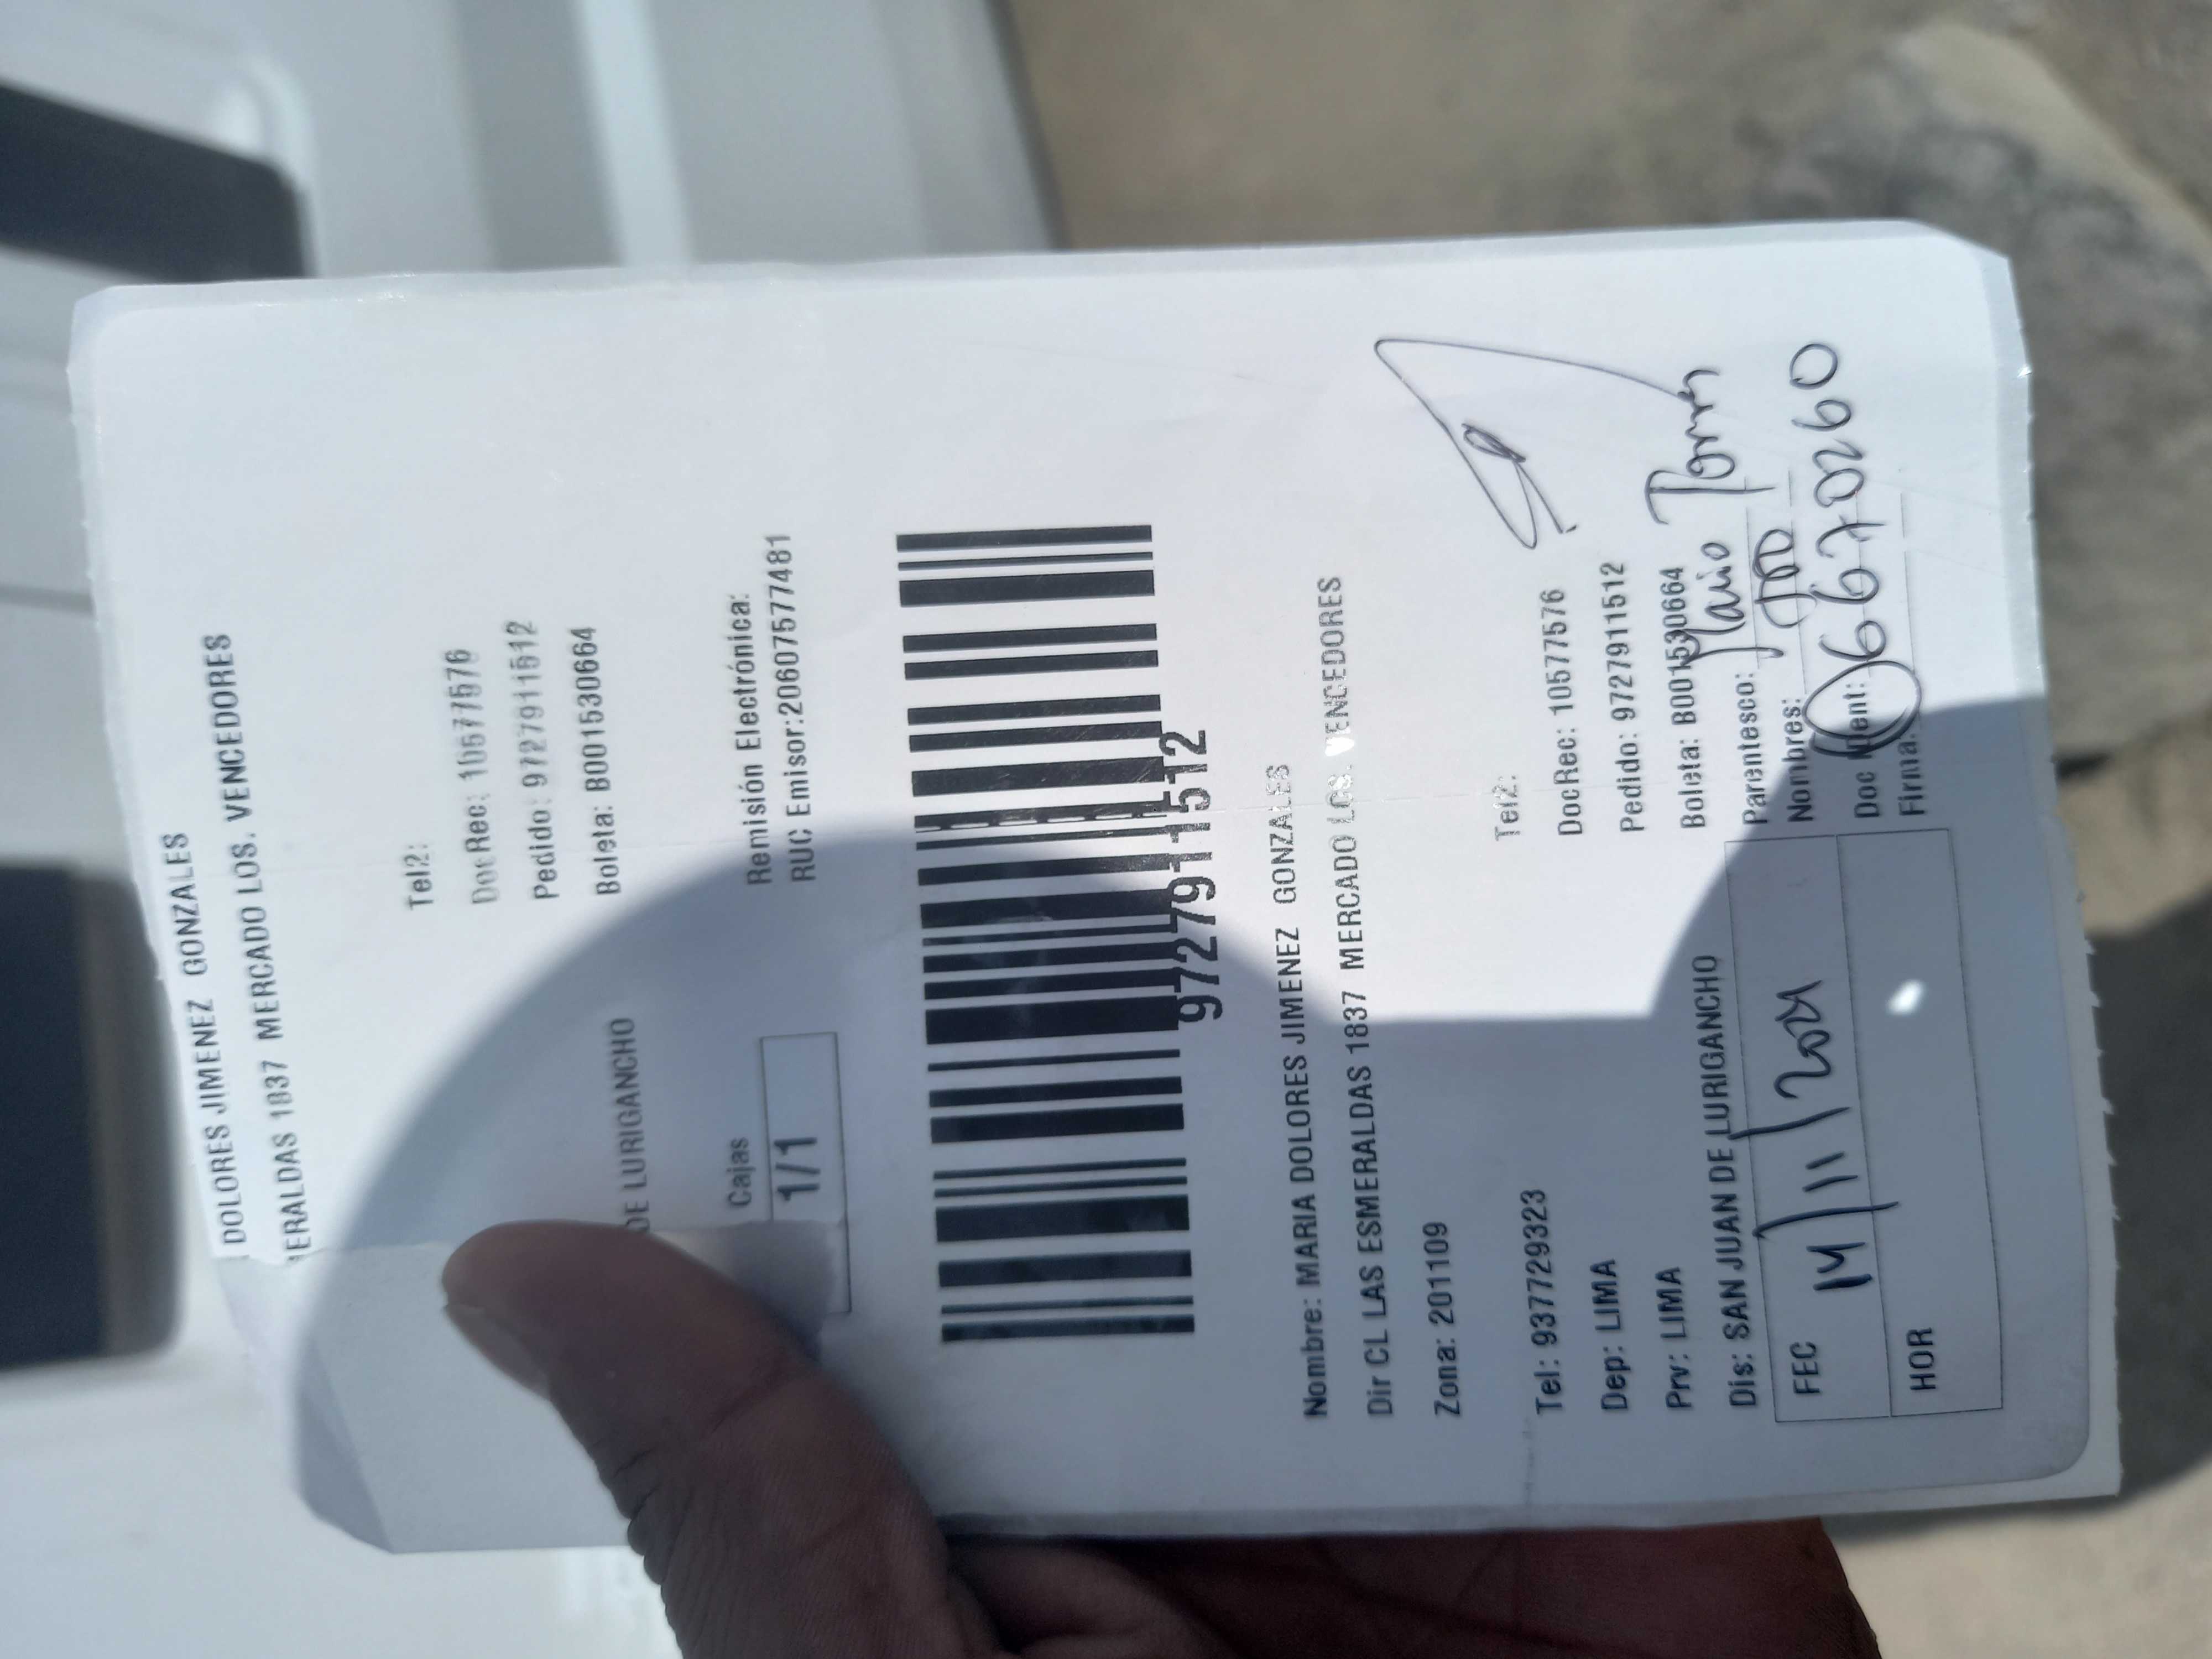 DOLORES JIMENEZ GONZALES
ERALDAS 1837 MERCADO LOS. VENCEDORES
Tel2:
DocRec: 10577576
Pedido: 9727911512
Boleta: B001530664
DE LURIGANCHO
Cajas
1/1
Remisión Electrónica:
RUC Emisor:20607577481
9727911512
Nombre: MARIA DOLORES JIMENEZ GONZALES
Dir CL LAS ESMERALDAS 1837 MERCADO LOS. VENCEDORES
Zona: 201109
Tel: 937729323 Tel2:
Dep: LIMA DocRec: 10577576
Prv: LIMA Pedido: 9727911512
Dis: SAN JUAN DE LURIGANCHO Boleta: B001530664
FEC 14/11/2024
HOR
Parentesco:
Nombres:
Doc Ident: 06670260
Firma: